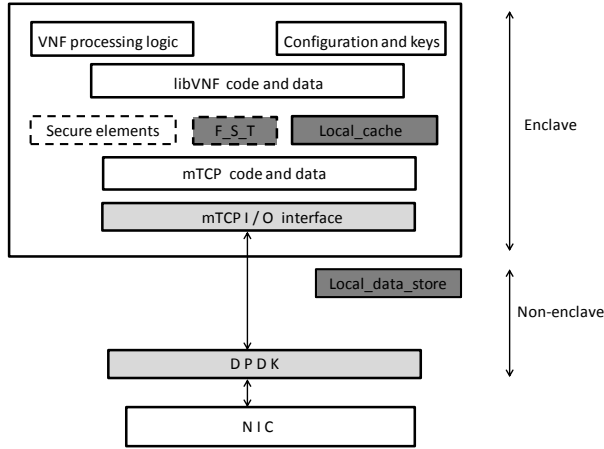 VNF processing logic
Configuration and keys
libVNF code and data
Secure elements
F_S_T
Local_cache
mTCP code and data
mTCP I / O interface
Enclave
Local_data_store
Non-enclave
D P D K
N I C